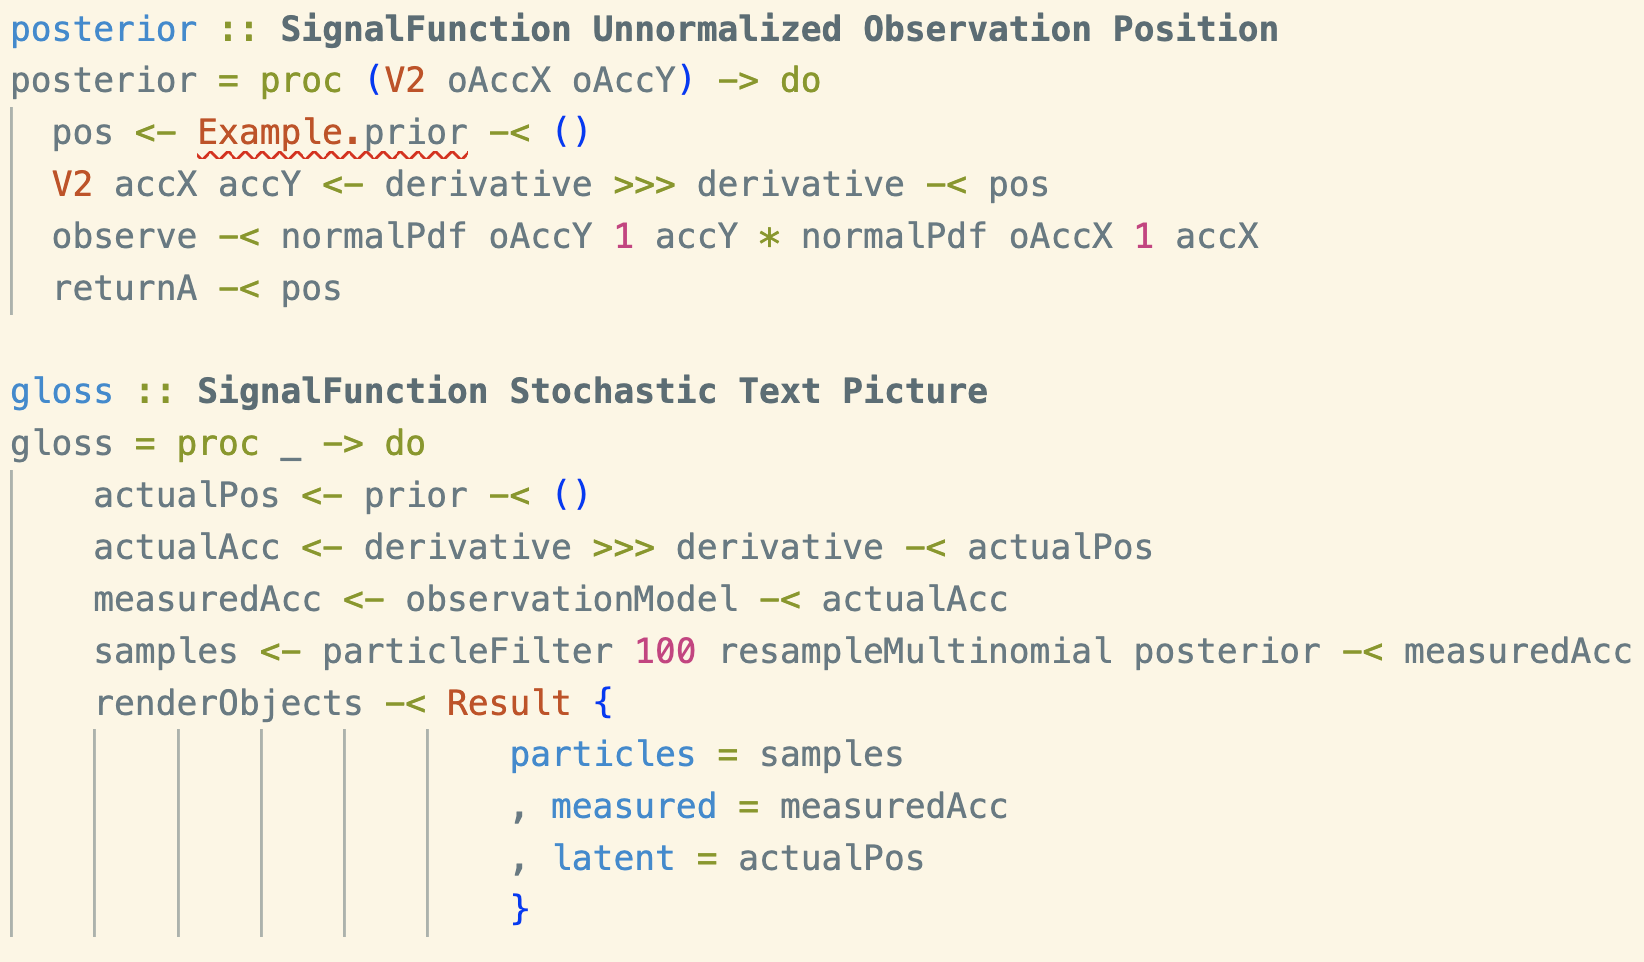 posterior :: SignalFunction Unnormalized Observation Position
posterior = proc (V2 oAccX oAccY) -> do
  pos <- Example.prior -< ()
  V2 accX accY <- derivative >>> derivative -< pos
  observe -< normalPdf oAccY 1 accY * normalPdf oAccX 1 accX
  returnA -< pos

gloss :: SignalFunction Stochastic Text Picture
gloss = proc _ -> do
    actualPos <- prior -< ()
    actualAcc <- derivative >>> derivative -< actualPos
    measuredAcc <- observationModel -< actualAcc
    samples <- particleFilter 100 resampleMultinomial posterior -< measuredAcc
    renderObjects -< Result {
                        particles = samples
                        , measured = measuredAcc
                        , latent = actualPos
                        }